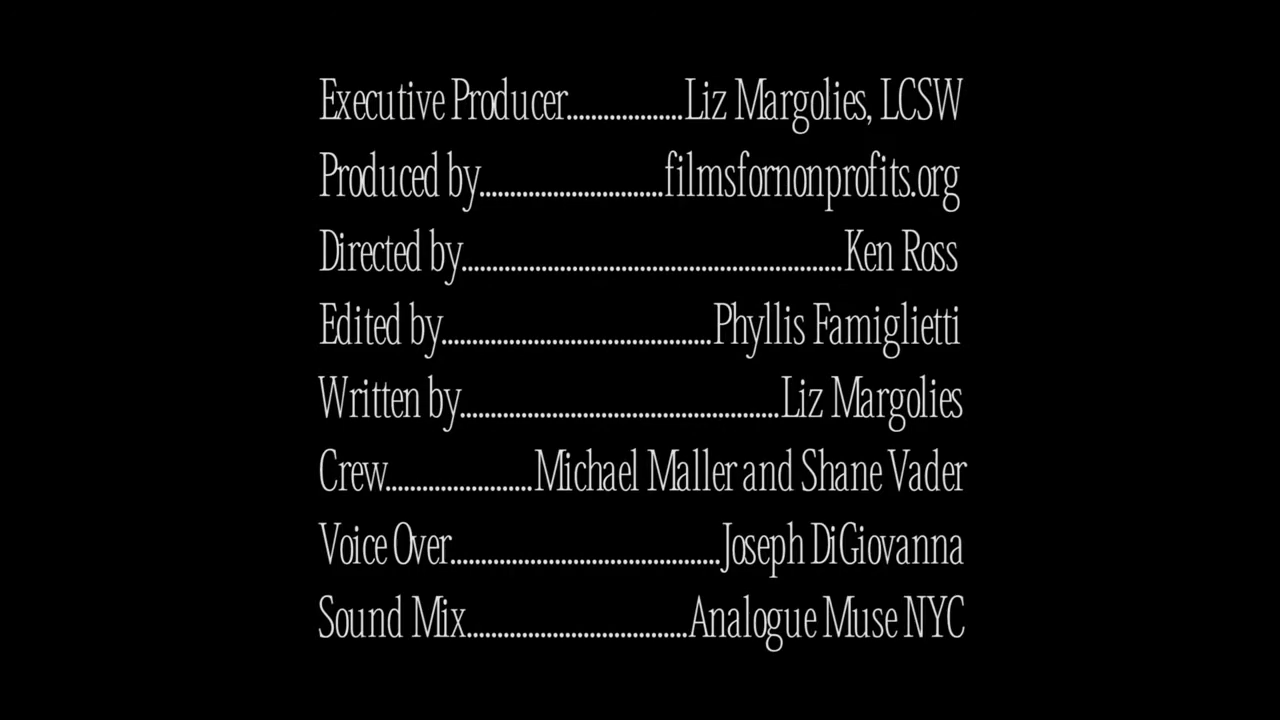 Executive Producer...................Liz Margolies, LCSW
Produced by..............................filmsfornonprofits.org
Directed by..............................................................Ken Ross
Edited by............................................Phyllis Famiglietti
Written by....................................................Liz Margolies
Crew........................Michael Maller and Shane Vader
Voice Over............................................Joseph DiGiovanna
Sound Mix....................................Analogue Muse NYC